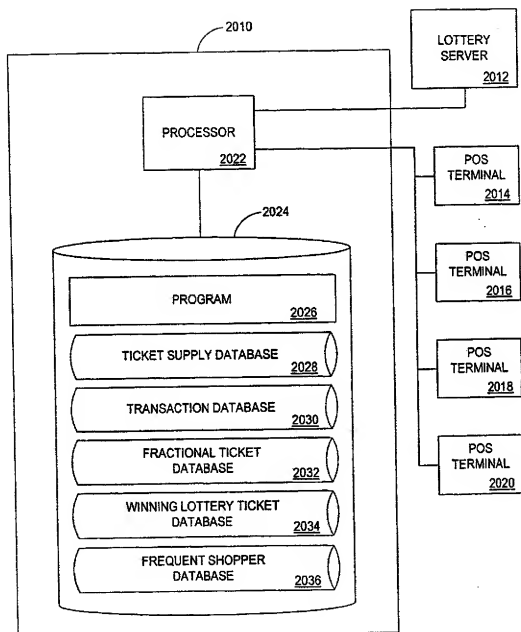 2010
LOTTERY
SERVER
2012
PROCESSOR
2022
POS
TERMINAL
2014
2024
POS
TERMINAL
2016
PROGRAM
2026
TICKET SUPPLY DATABASE
2028
POS
TERMINAL
2018
TRANSACTION DATABASE
2030
FRACTIONAL TICKET
DATABASE
2032
POS
TERMINAL
2020
WINNING LOTTERY TICKET
DATABASE
2034
FREQUENT SHOPPER
DATABASE
2036